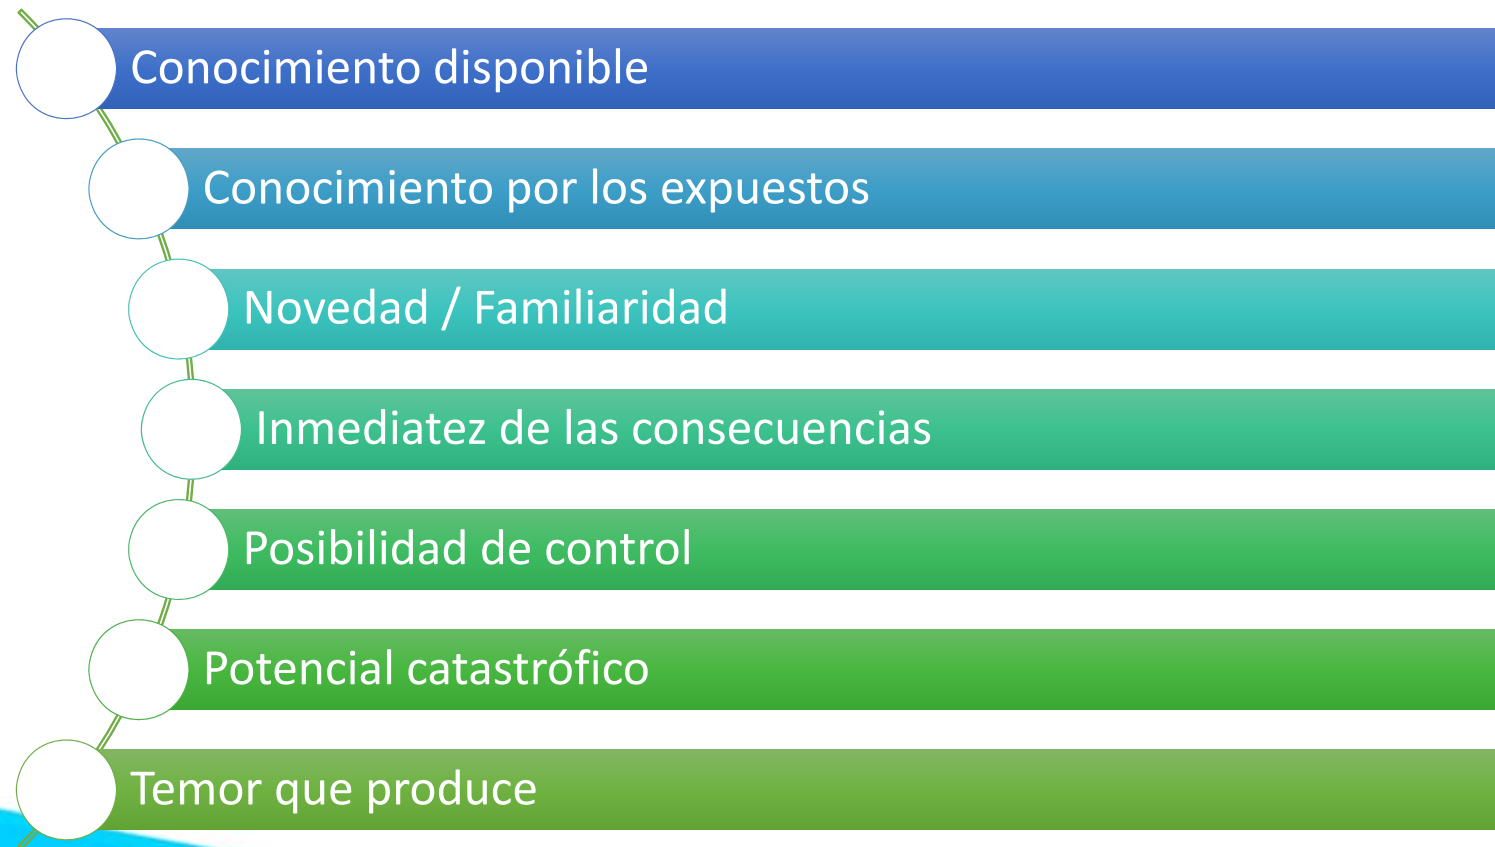 Conocimiento disponible
Conocimiento por los expuestos
Novedad / Familiaridad
Inmediatez de las consecuencias
Posibilidad de control
Potencial catastrófico
Temor que produce